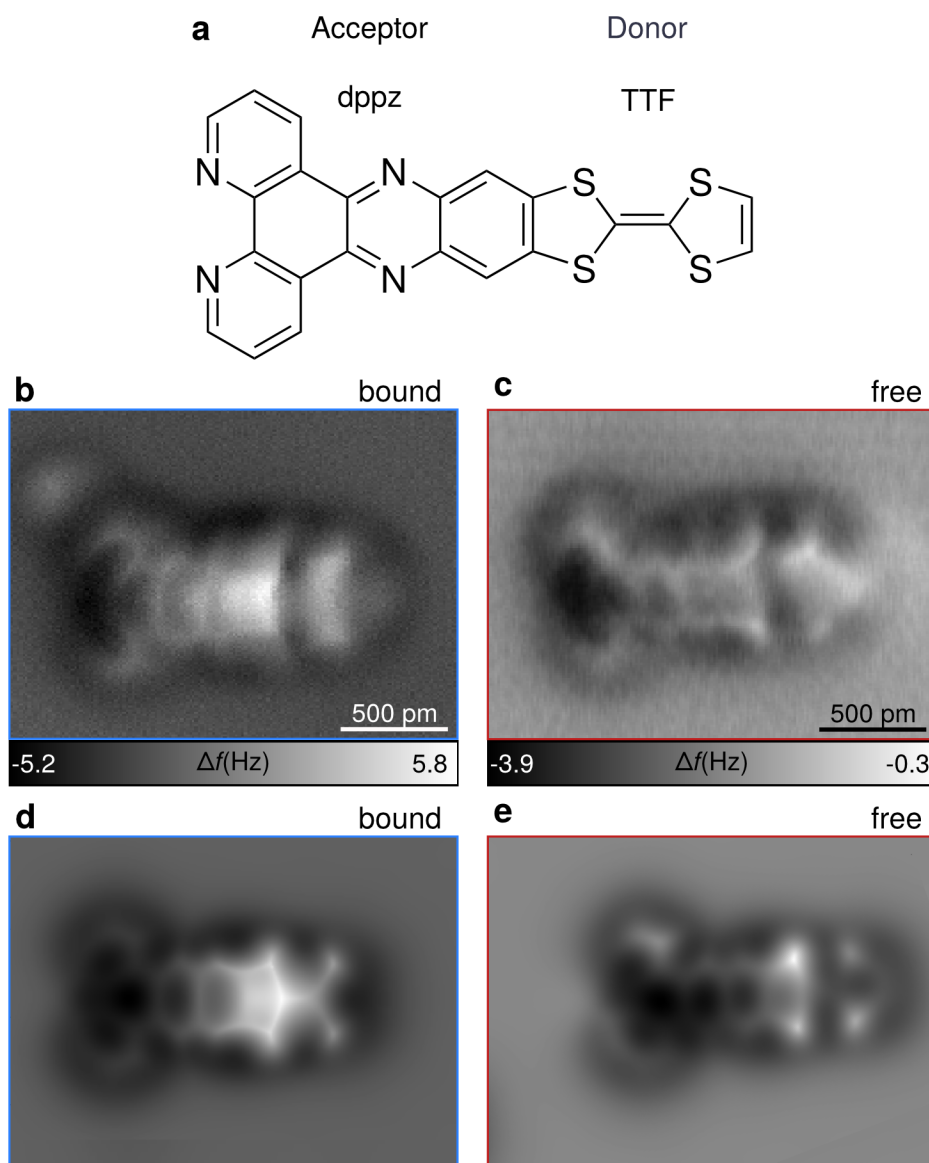 a Acceptor Donor
dppz TTF
N S S
N
N
N S S
b bound
c free
500 pm
500 pm
-5.2 Δf(Hz) 5.8
-3.9 Δf(Hz) -0.3
d bound
e free